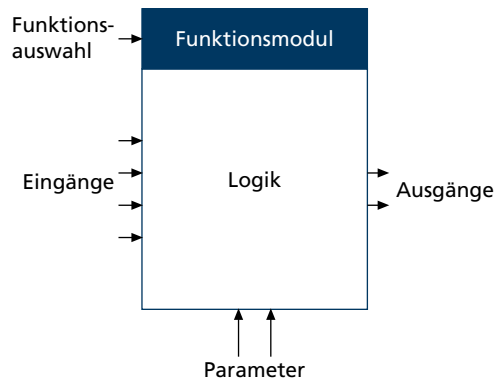 Funktions-
auswahl
Funktionsmodul
Eingänge
Logik
Ausgänge
Parameter